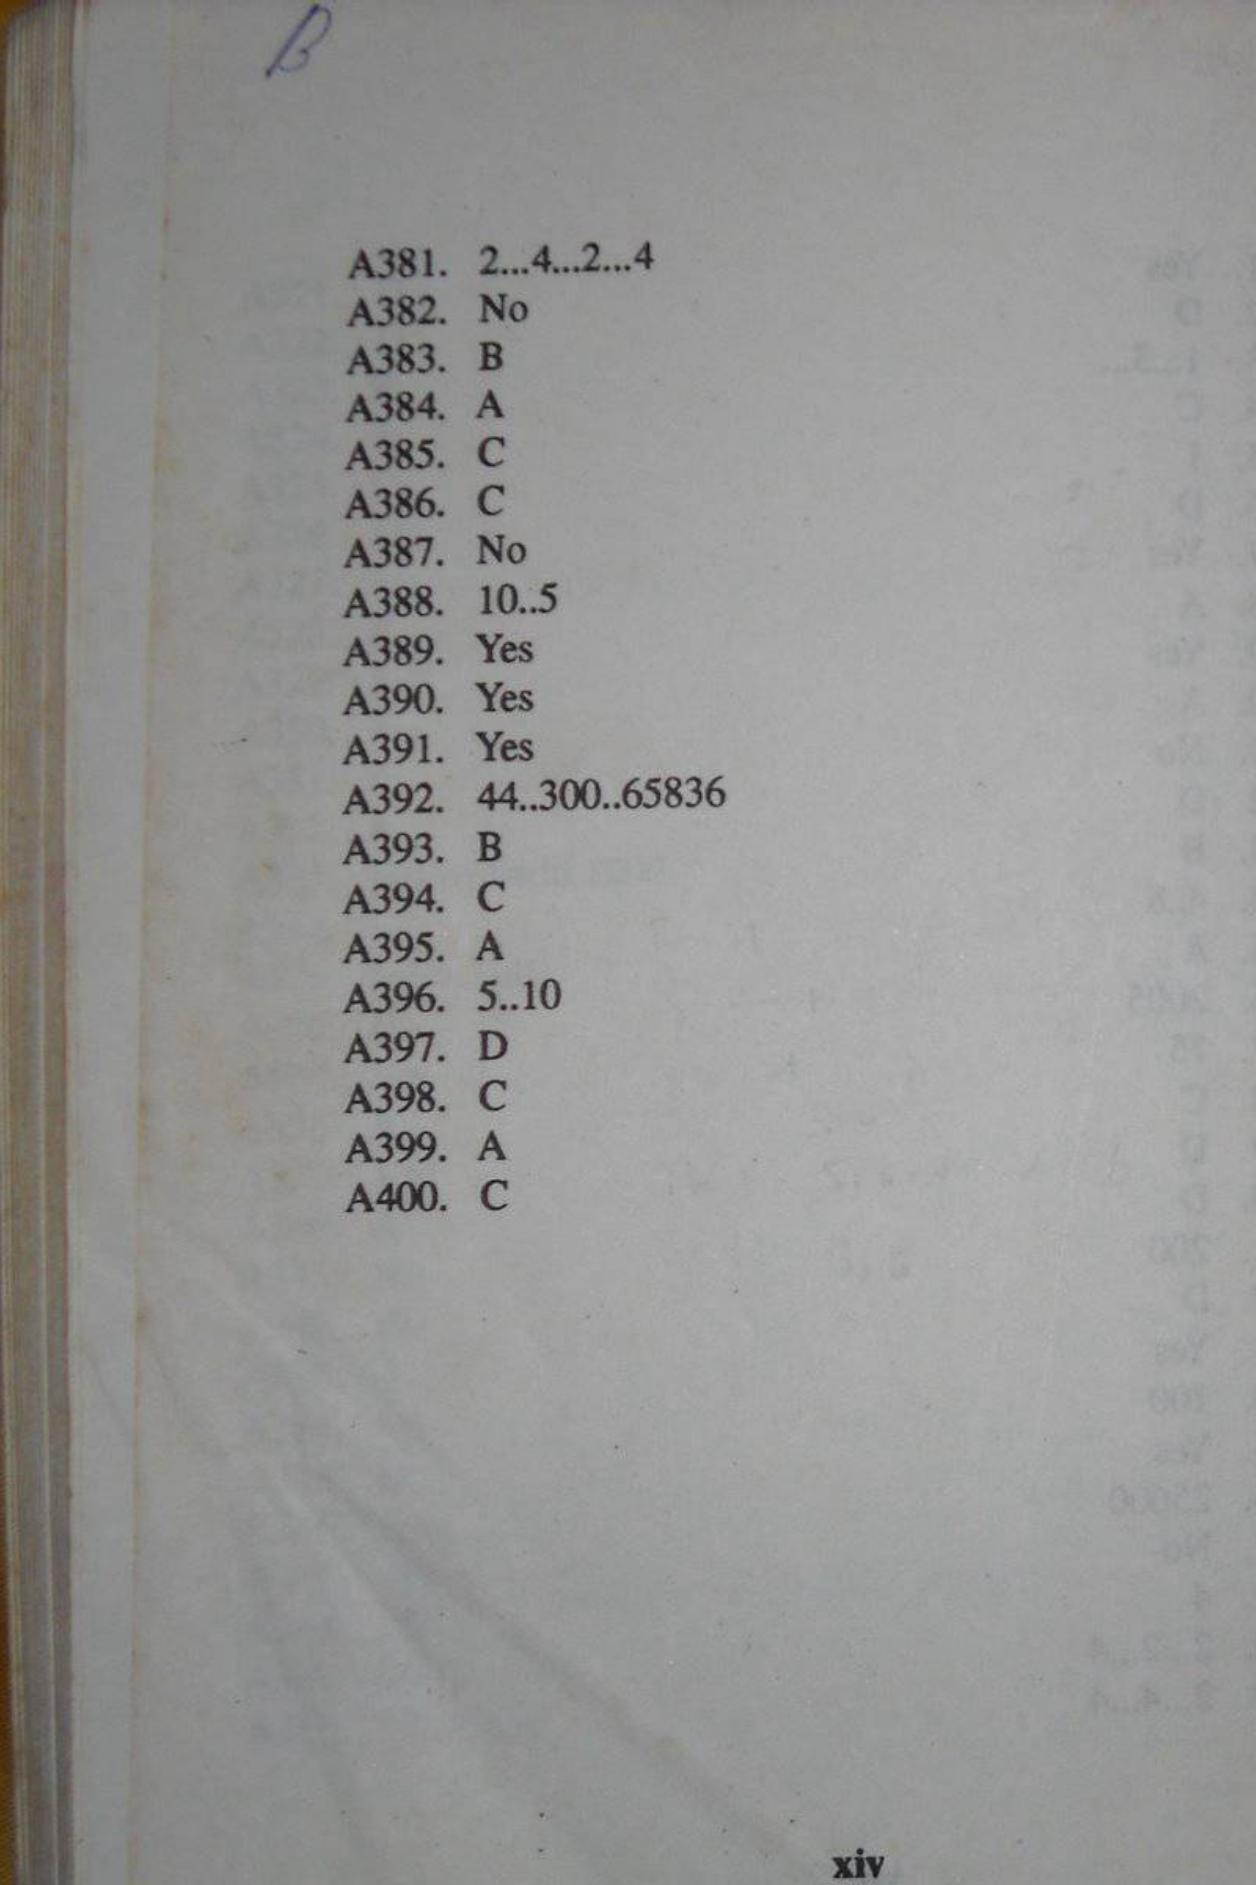 B
A381. 2...4...2...4
A382. No
A383. B
A384. A
A385. C
A386. C
A387. No
A388. 10..5
A389. Yes
A390. Yes
A391. Yes
A392. 44..300..65836
A393. B
A394. C
A395. A
A396. 5..10
A397. D
A398. C
A399. A
A400. C
xiv